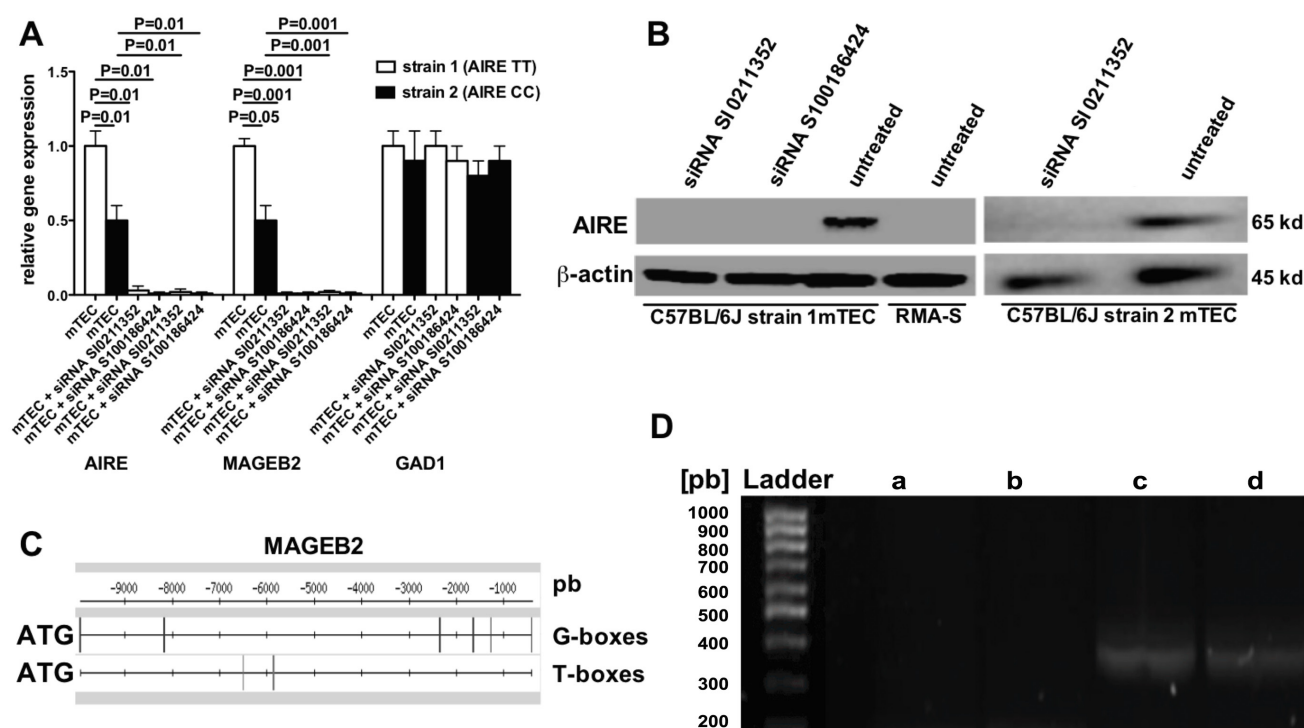 A
P=0.01
P=0.01
P=0.01
P=0.01
P=0.01
P=0.001
P=0.001
P=0.001
P=0.001
P=0.05
strain 1 (AIRE TT)
strain 2 (AIRE CC)
relative gene expression
1.5
1.0
0.5
0.0
mTEC
mTEC
mTEC + siRNA SI0211352
mTEC + siRNA S100186424
mTEC + siRNA SI0211352
mTEC + siRNA S100186424
mTEC
mTEC
mTEC + siRNA SI0211352
mTEC + siRNA S100186424
mTEC + siRNA SI0211352
mTEC + siRNA S100186424
mTEC
mTEC
mTEC + siRNA SI0211352
mTEC + siRNA S100186424
mTEC + siRNA SI0211352
mTEC + siRNA S100186424
AIRE MAGEB2 GAD1
B
siRNA SI0211352
siRNA S100186424
untreated
untreated
siRNA SI0211352
untreated
AIRE 65 kd
β-actin 45 kd
C57BL/6J strain 1mTEC RMA-S C57BL/6J strain 2 mTEC
C
MAGEB2
-9000 -8000 -7000 -6000 -5000 -4000 -3000 -2000 -1000 pb
ATG G-boxes
ATG T-boxes
D
[pb] Ladder a b c d
1000
900
800
700
600
500
400
300
200